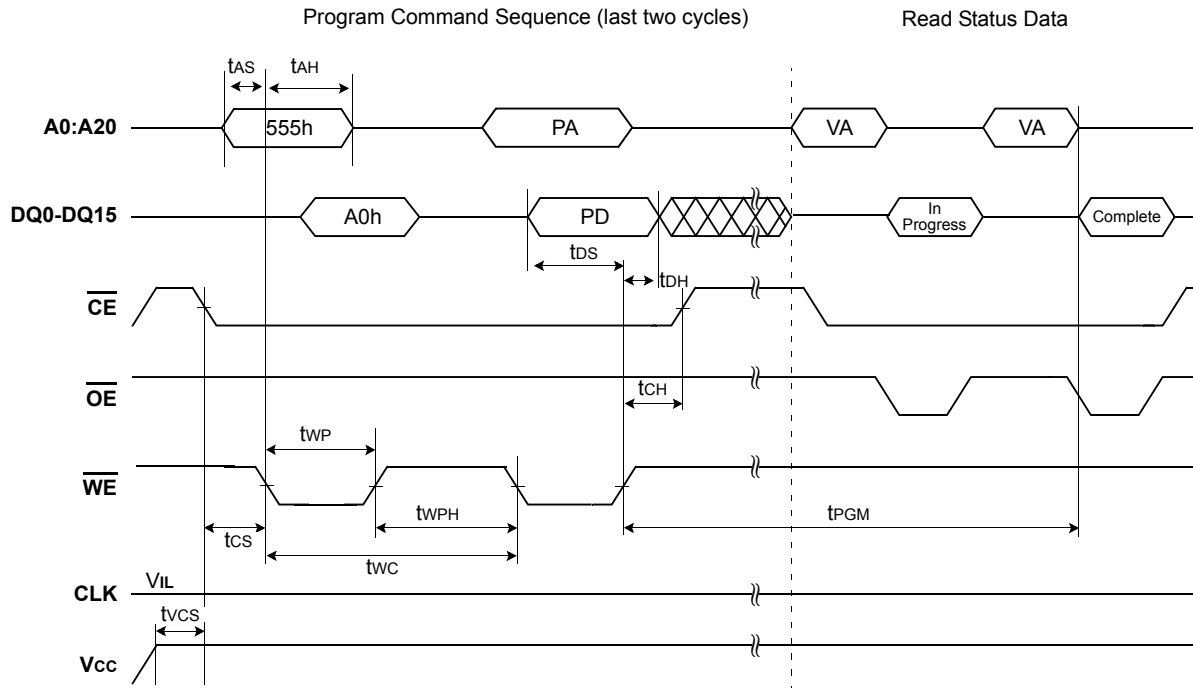 Program Command Sequence (last two cycles)
Read Status Data
tAS
tAH
A0:A20
555h
PA
VA
VA
DQ0-DQ15
A0h
PD
In
Progress
Complete
tDS
tDH
CE
OE
tCH
tWP
WE
tWPH
tPGM
tCS
tWC
CLK
VIL
tVCS
Vcc